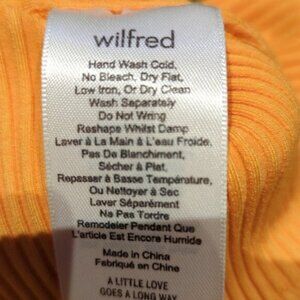 wilfred
Hand Wash Cold,
No Bleach, Dry Flat,
Low Iron, Or Dry Clean
Wash Separately
Do Not Wring
Reshape Whilst Damp
Laver à La Main à L'eau Froide,
Pas De Blanchiment,
Sécher à Plat,
Repasser à Basse Température,
Ou Nettoyer à Sec
Laver Séparément
Na Pas Tordre
Remodeler Pendant Que
L'article Est Encore Humide
Made in China
Fabriqué en Chine
A LITTLE LOVE
GOES A LONG WAY